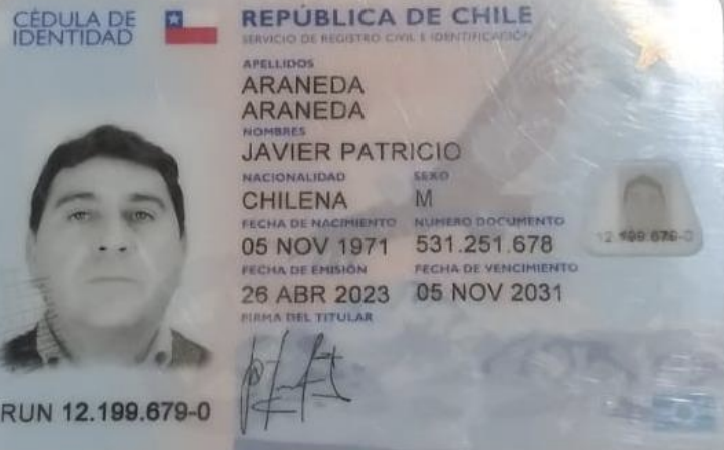 CÉDULA DE
IDENTIDAD
REPÚBLICA DE CHILE
SERVICIO DE REGISTRO CIVIL E IDENTIFICACIÓN
APELLIDOS
ARANEDA
ARANEDA
NOMBRES
JAVIER PATRICIO
NACIONALIDAD SEXO
CHILENA M
FECHA DE NACIMIENTO NÚMERO DOCUMENTO
05 NOV 1971 531.251.678
12.199.679-0
FECHA DE EMISIÓN FECHA DE VENCIMIENTO
26 ABR 2023 05 NOV 2031
FIRMA DEL TITULAR
RUN 12.199.679-0